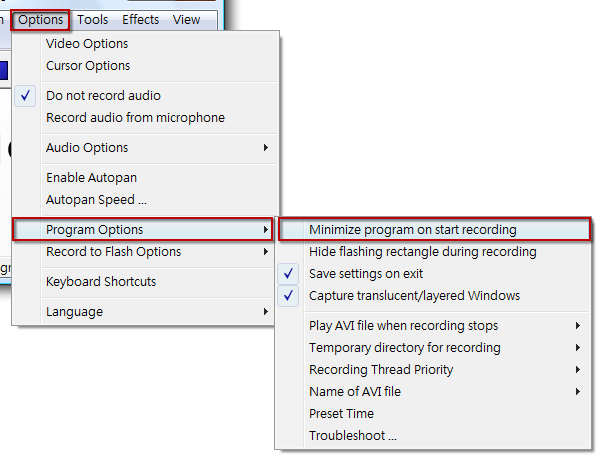 Options Tools Effects View
Video Options
Cursor Options
Do not record audio
Record audio from microphone
Audio Options
Enable Autopan
Autopan Speed ...
Program Options
Record to Flash Options
Keyboard Shortcuts
Language
Minimize program on start recording
Hide flashing rectangle during recording
Save settings on exit
Capture translucent/layered Windows
Play AVI file when recording stops
Temporary directory for recording
Recording Thread Priority
Name of AVI file
Preset Time
Troubleshoot ...